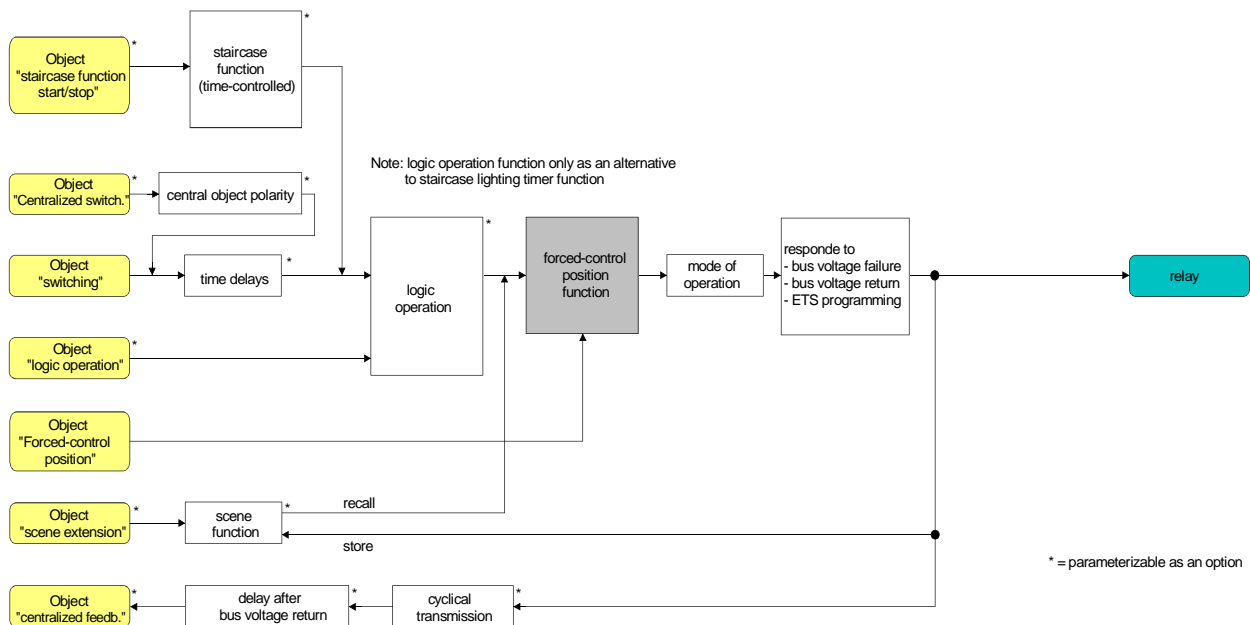 *
*
Object
"staircase function
start/stop"
staircase
function
(time-controlled)
Note: logic operation function only as an alternative
to staircase lighting timer function
*
*
Object
"Centralized switch."
central object polarity
*
*
Object
"switching"
time delays
*
logic
operation
forced-control
position
function
mode of
operation
responde to
- bus voltage failure
- bus voltage return
- ETS programming
relay
*
Object
"logic operation"
Object
"Forced-control
position"
*
*
Object
"scene extension"
scene
function
recall
store
* = parameterizable as an option
*
*
*
Object
"centralized feedb."
delay after
bus voltage return
cyclical
transmission